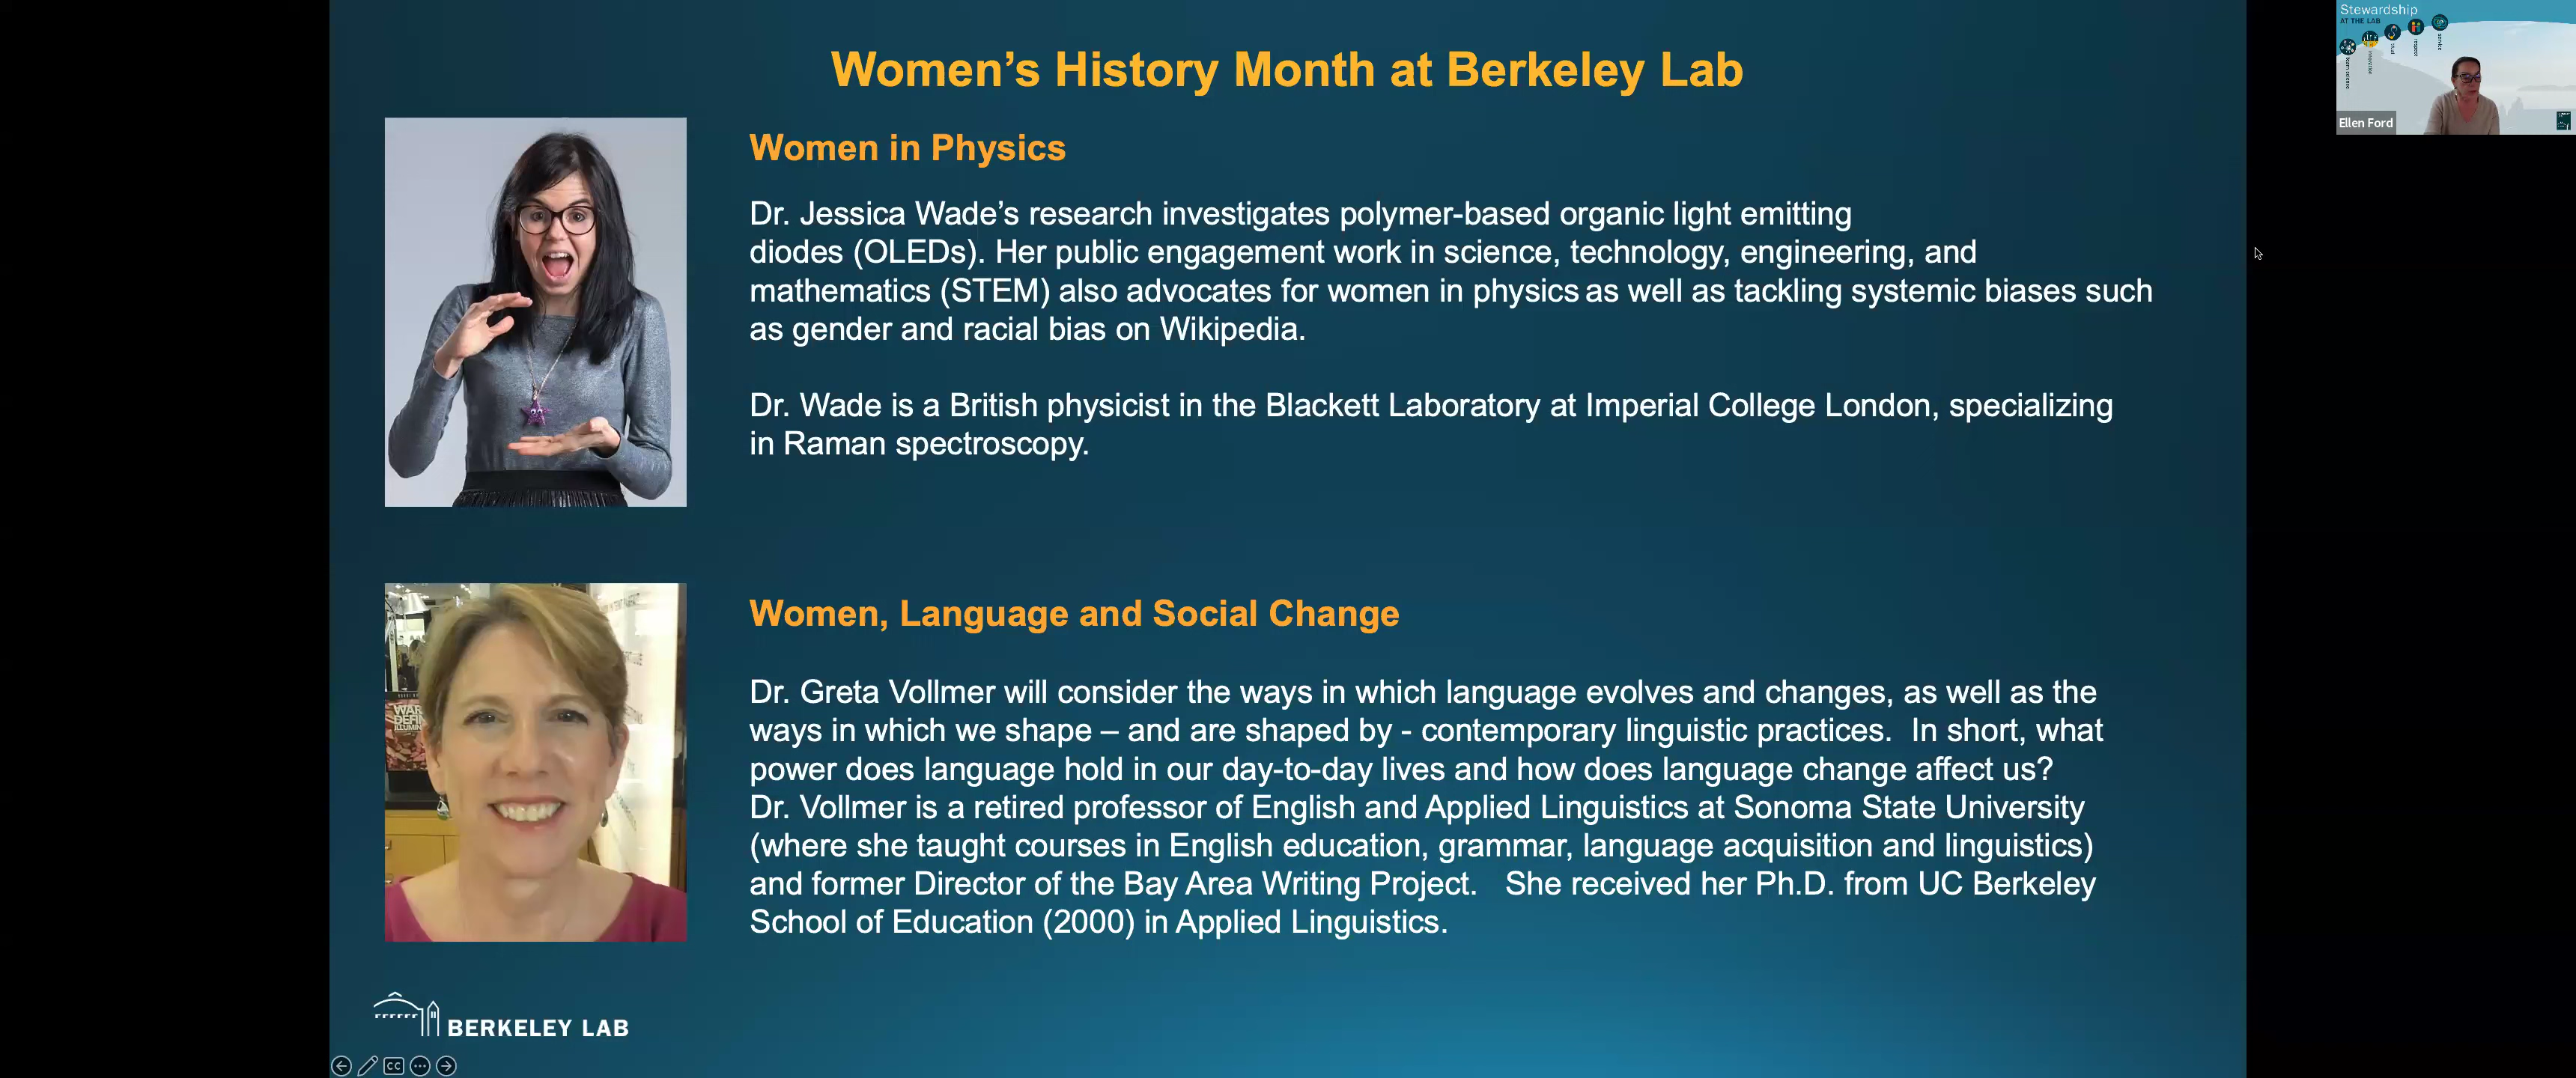 Women's History Month at Berkeley Lab
Women in Physics
Dr. Jessica Wade's research investigates polymer-based organic light emitting
diodes (OLEDs). Her public engagement work in science, technology, engineering, and
mathematics (STEM) also advocates for women in physics as well as tackling systemic biases such
as gender and racial bias on Wikipedia.
Dr. Wade is a British physicist in the Blackett Laboratory at Imperial College London, specializing
in Raman spectroscopy.
Women, Language and Social Change
Dr. Greta Vollmer will consider the ways in which language evolves and changes, as well as the
ways in which we shape – and are shaped by - contemporary linguistic practices.  In short, what
power does language hold in our day-to-day lives and how does language change affect us?
Dr. Vollmer is a retired professor of English and Applied Linguistics at Sonoma State University
(where she taught courses in English education, grammar, language acquisition and linguistics)
and former Director of the Bay Area Writing Project.   She received her Ph.D. from UC Berkeley
School of Education (2000) in Applied Linguistics.
BERKELEY LAB
CC
Stewardship
AT THE LAB
Ellen Ford